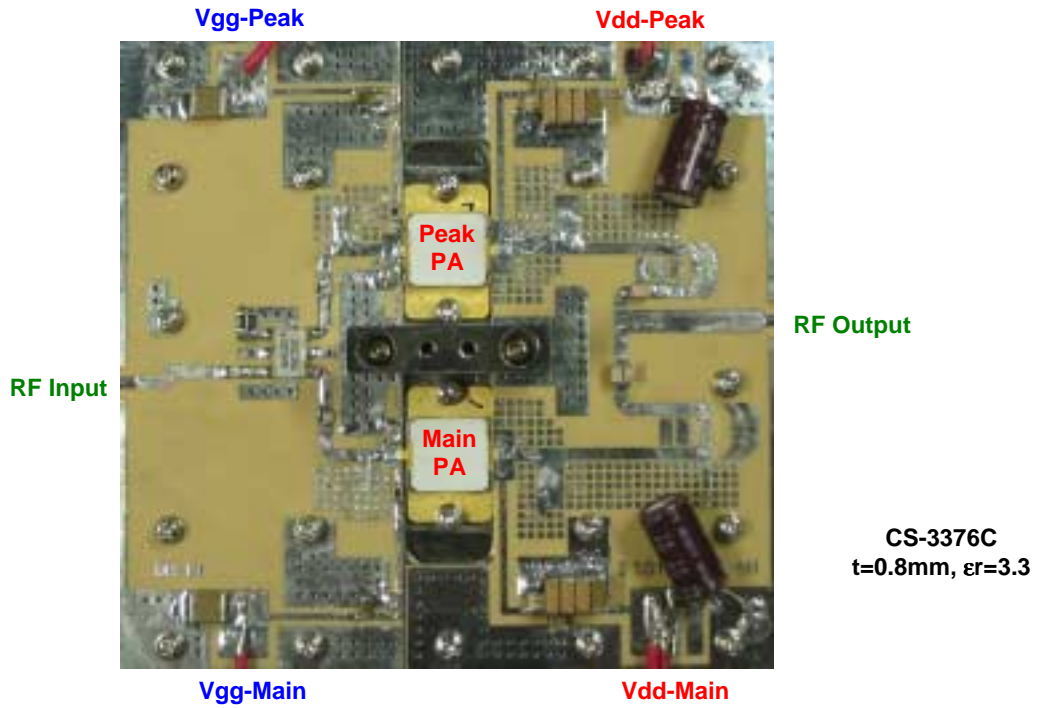 Vgg-Peak
Vdd-Peak
Peak
PA
RF Output
RF Input
Main
PA
CS-3376C
t=0.8mm, εr=3.3
Vgg-Main
Vdd-Main